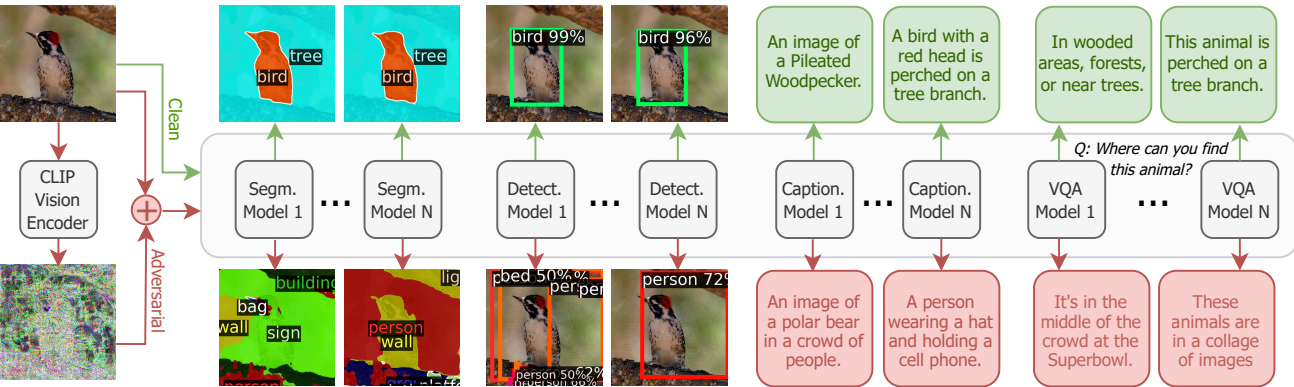 bird 99%
bird 96%
tree
bird
tree
bird
An image of
a Pileated
Woodpecker.
A bird with a
red head is
perched on a
tree branch.
In wooded
areas, forests,
or near trees.
This animal is
perched on a
tree branch.
Clean
Q: Where can you find
this animal?
CLIP
Vision
Encoder
Segm.
Model 1
...
Segm.
Model N
Detect.
Model 1
...
Detect.
Model N
Caption.
Model 1
...
Caption.
Model N
VQA
Model 1
...
VQA
Model N
+
Adversarial
building
bag
wall
sign
person
lig
person
wall
bed 50%
person 50%
person 72%
An image of
a polar bear
in a crowd of
people.
A person
wearing a hat
and holding a
cell phone.
It's in the
middle of the
crowd at the
Superbowl.
These
animals are
in a collage
of images